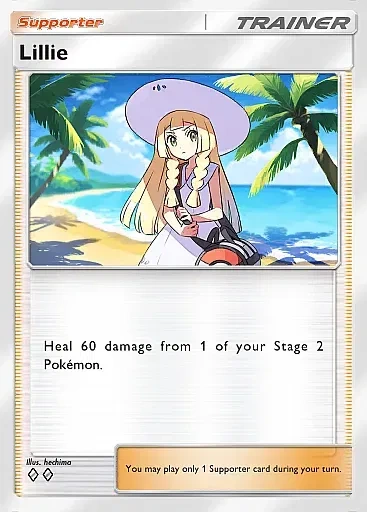 Supporter
TRAINER
Lillie
Heal 60 damage from 1 of your Stage 2
Pokémon.
Illus. hechima
You may play only 1 Supporter card during your turn.